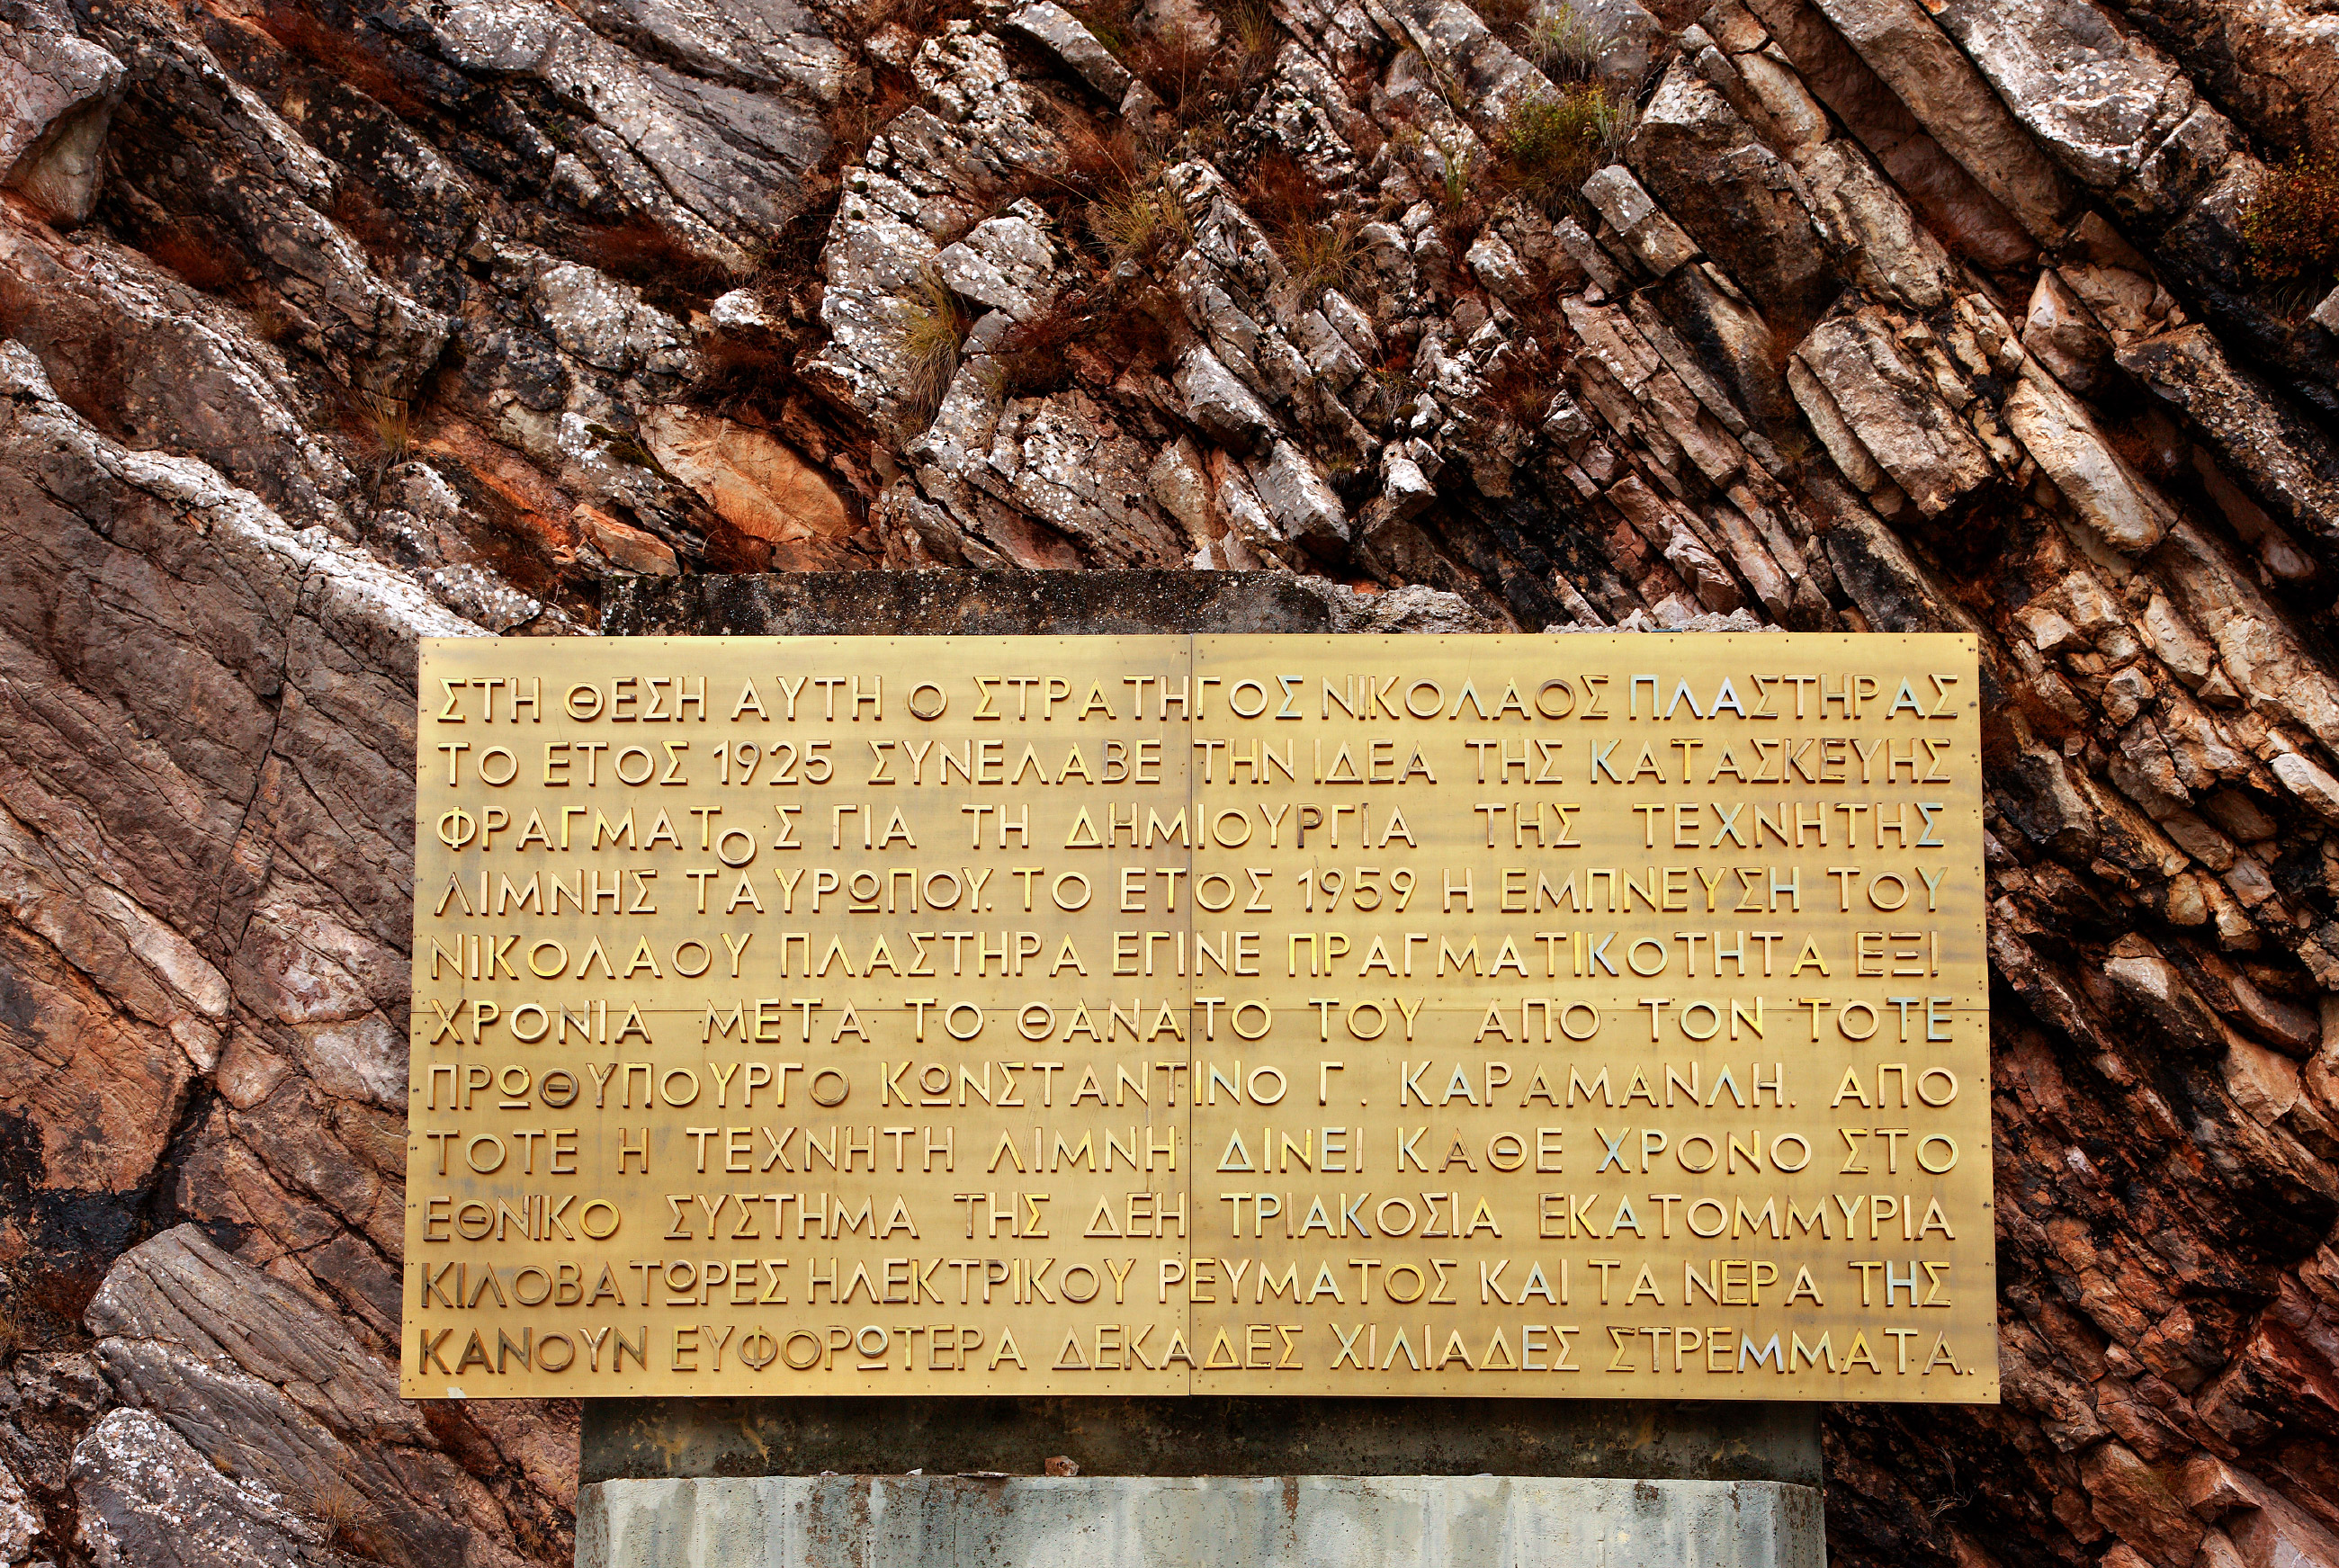 ΣΤΗ ΘΕΣΗ ΑΥΤΗ Ο ΣΤΡΑΤΗΓΟΣ ΝΙΚΟΛΑΟΣ ΠΛΑΣΤΗΡΑΣ
ΤΟ ΕΤΟΣ 1925 ΣΥΝΕΛΑΒΕ ΤΗΝ ΙΔΕΑ ΤΗΣ ΚΑΤΑΣΚΕΥΗΣ
ΦΡΑΓΜΑΤΟΣ ΓΙΑ ΤΗ ΔΗΜΙΟΥΡΓΙΑ ΤΗΣ ΤΕΧΝΗΤΗΣ
ΛΙΜΝΗΣ ΤΑΥΡΩΠΟΥ. ΤΟ ΕΤΟΣ 1959 Η ΕΜΠΝΕΥΣΗ ΤΟΥ
ΝΙΚΟΛΑΟΥ ΠΛΑΣΤΗΡΑ ΕΓΙΝΕ ΠΡΑΓΜΑΤΙΚΟΤΗΤΑ ΕΞΙ
ΧΡΟΝΙΑ ΜΕΤΑ ΤΟ ΘΑΝΑΤΟ ΤΟΥ ΑΠΟ ΤΟΝ ΤΟΤΕ
ΠΡΩΘΥΠΟΥΡΓΟ ΚΩΝΣΤΑΝΤΙΝΟ Γ. ΚΑΡΑΜΑΝΛΗ. ΑΠΟ
ΤΟΤΕ Η ΤΕΧΝΗΤΗ ΛΙΜΝΗ ΔΙΝΕΙ ΚΑΘΕ ΧΡΟΝΟ ΣΤΟ
ΕΘΝΙΚΟ ΣΥΣΤΗΜΑ ΤΗΣ ΔΕΗ ΤΡΙΑΚΟΣΙΑ ΕΚΑΤΟΜΜΥΡΙΑ
ΚΙΛΟΒΑΤΩΡΕΣ ΗΛΕΚΤΡΙΚΟΥ ΡΕΥΜΑΤΟΣ ΚΑΙ ΤΑ ΝΕΡΑ ΤΗΣ
ΚΑΝΟΥΝ ΕΥΦΟΡΩΤΕΡΑ ΔΕΚΑΔΕΣ ΧΙΛΙΑΔΕΣ ΣΤΡΕΜΜΑΤΑ.